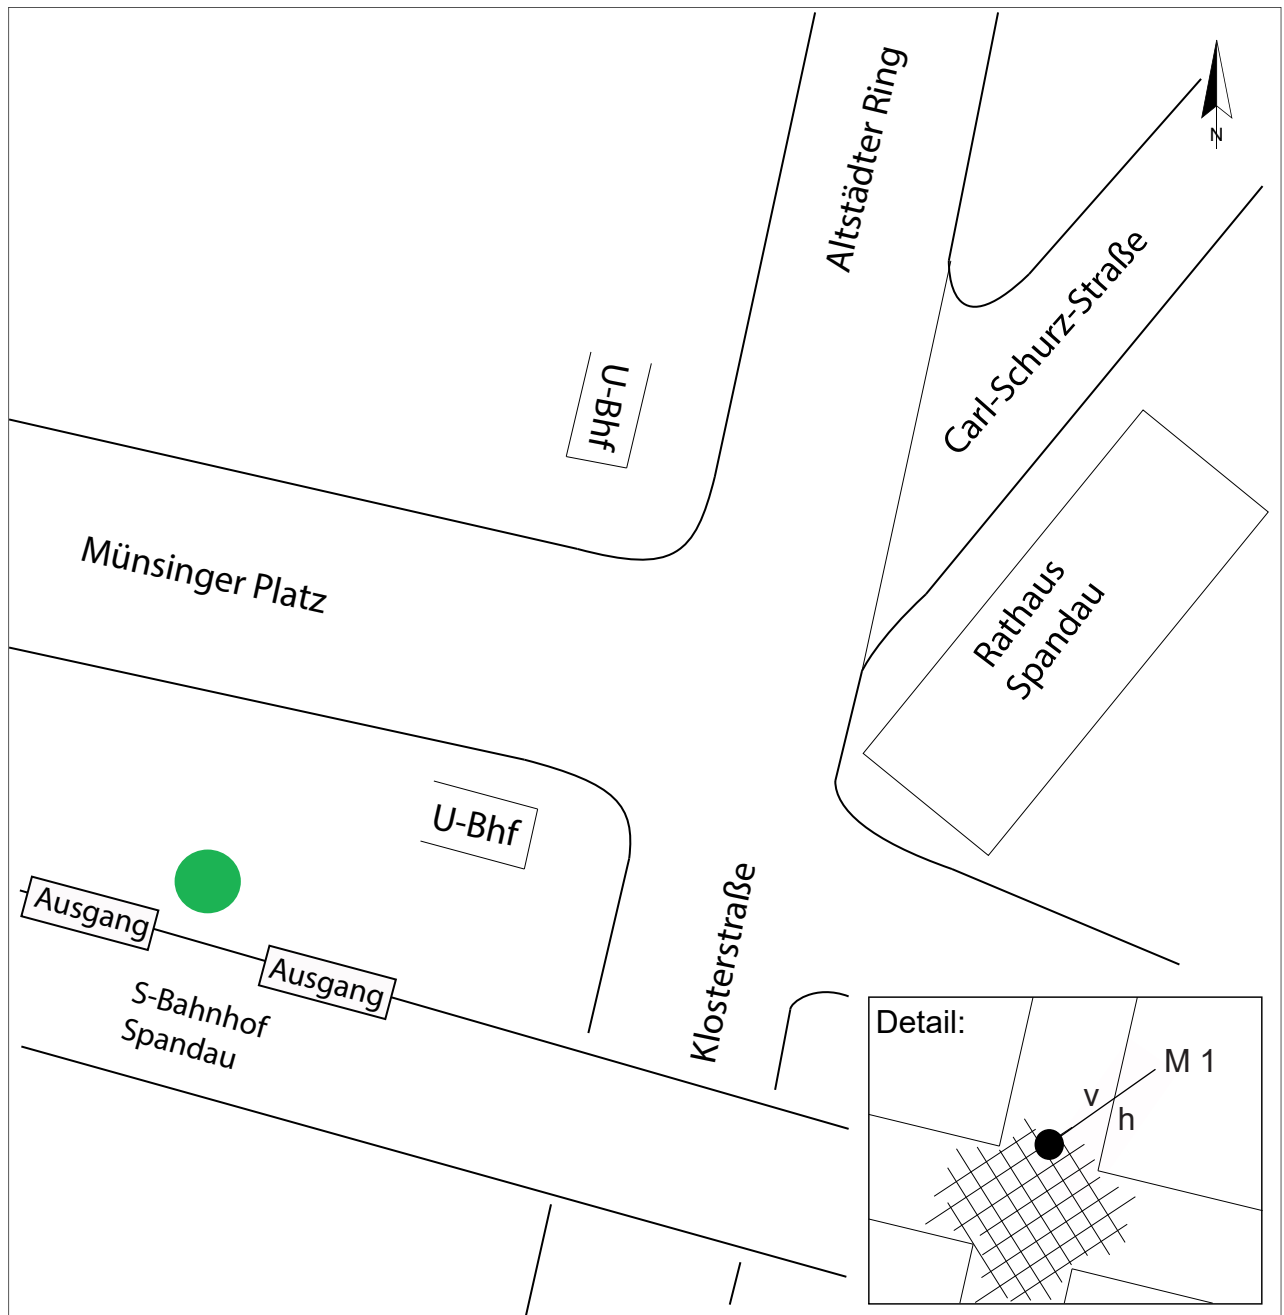 Altstädter Ring
N
Carl-Schurz-Straße
U-Bhf
Münsinger Platz
Rathaus
Spandau
U-Bhf
Ausgang
Ausgang
S-Bahnhof
Spandau
Klosterstraße
Detail:
M 1
v
h